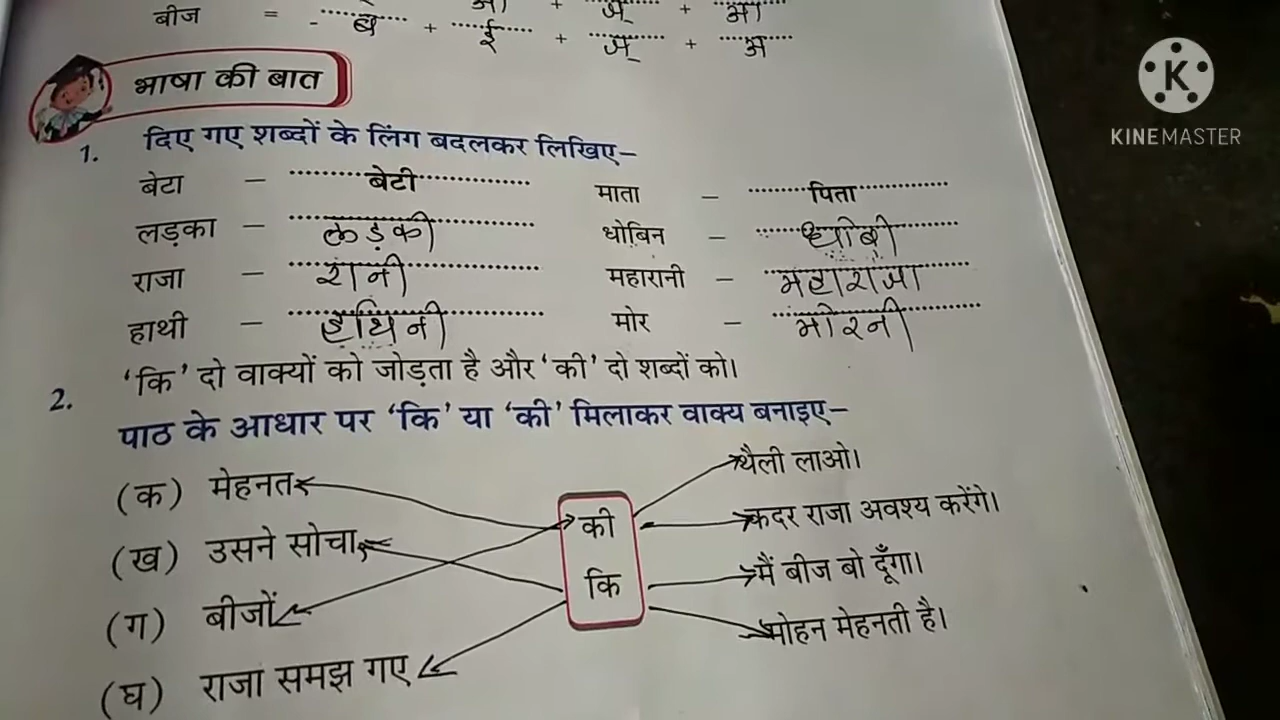 बीज = ब + ई + ज् + अ
भाषा की बात
1. दिए गए शब्दों के लिंग बदलकर लिखिए–
बेटा – बेटी माता – पिता
लड़का – लड़की धोबिन – धोबी
राजा – रानी महारानी – महाराजा
हाथी – हथिनी मोर – मोरनी
2. 'कि' दो वाक्यों को जोड़ता है और 'की' दो शब्दों को।
पाठ के आधार पर 'कि' या 'की' मिलाकर वाक्य बनाइए–
(क) मेहनत थैली लाओ।
(ख) उसने सोचा की कदर राजा अवश्य करेंगे।
(ग) बीजों कि मैं बीज बो दूँगा।
(घ) राजा समझ गए मोहन मेहनती है।
K
KINEMASTER